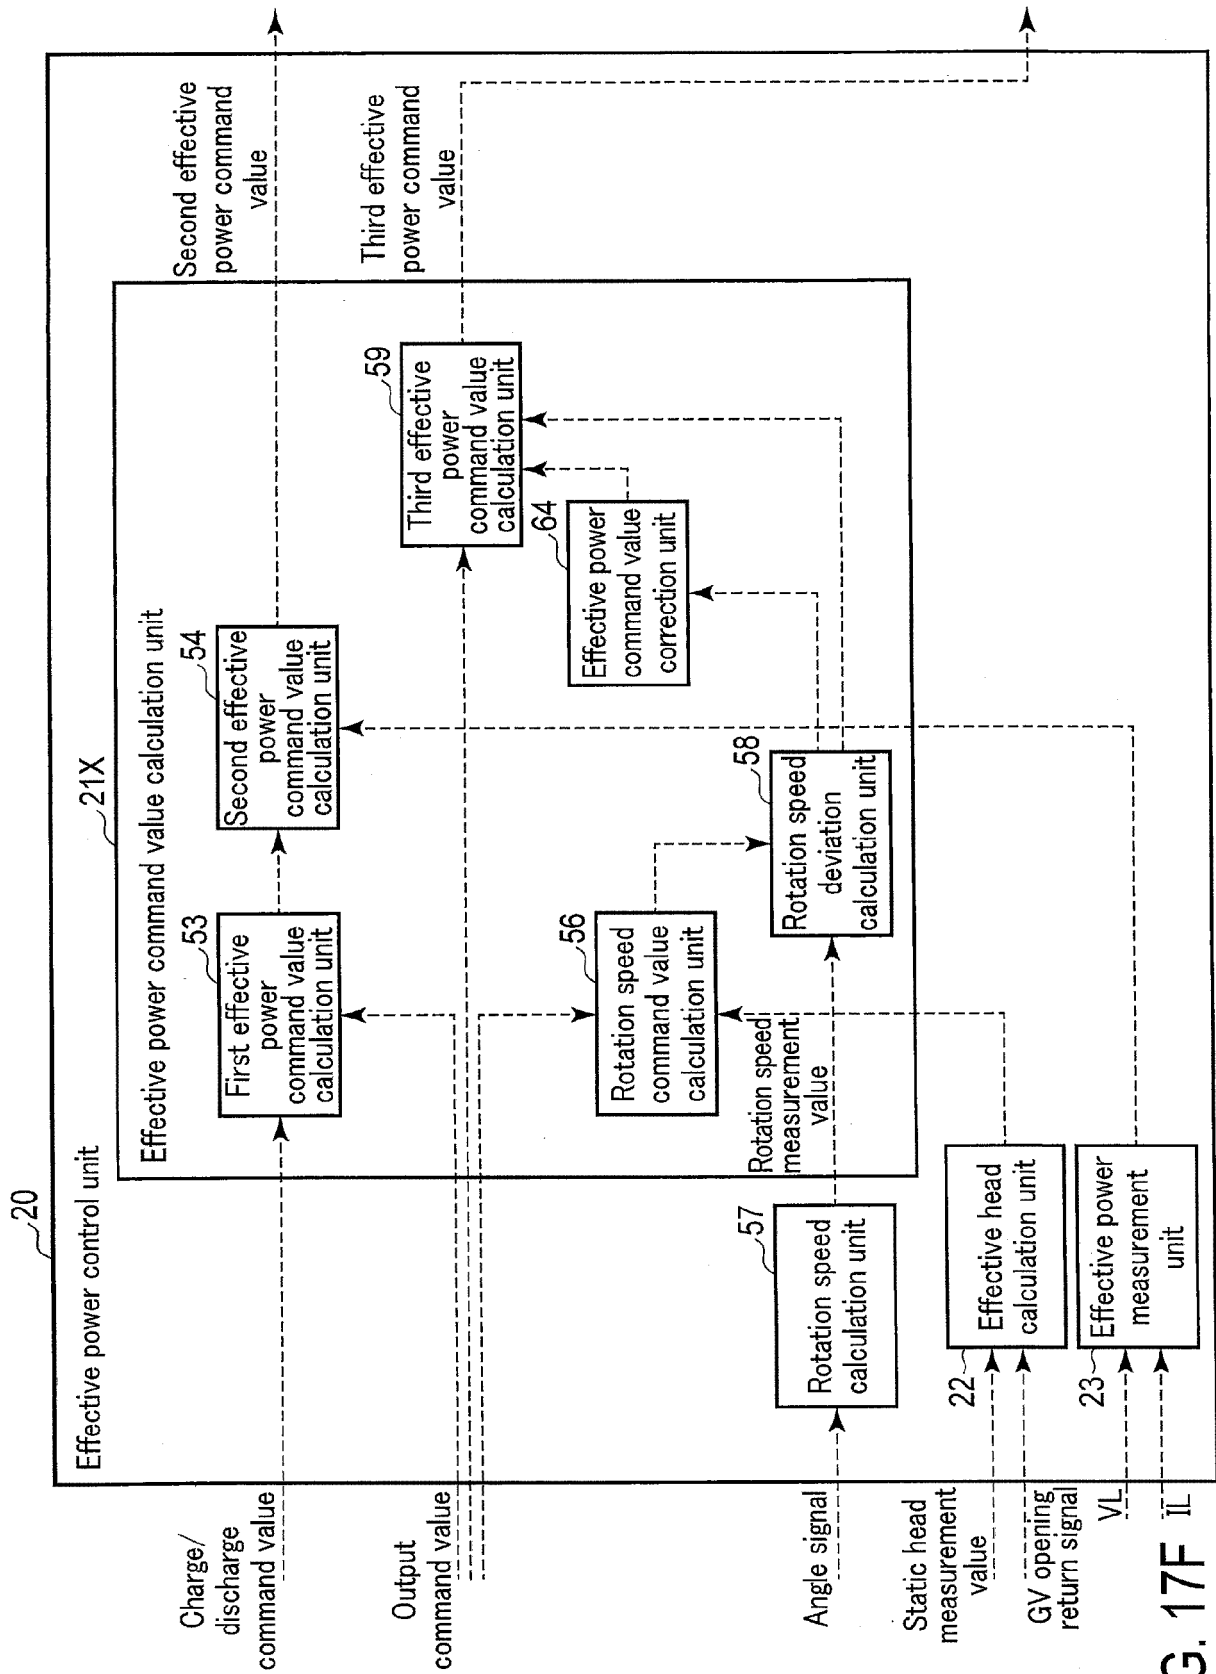 20
Effective power control unit
21X
Effective power command value calculation unit
Charge/
discharge
command value
Output
command value
Angle signal
Static head
measurement
value
GV opening
return signal
VL
IL
53
First effective
power
command value
calculation unit
54
Second effective
power
command value
calculation unit
Second effective
power command
value
59
Third effective
power
command value
calculation unit
Third effective
power command
value
64
Effective power
command value
correction unit
56
Rotation speed
command value
calculation unit
58
Rotation speed
deviation
calculation unit
Rotation speed
measurement
value
57
Rotation speed
calculation unit
22
Effective head
calculation unit
23
Effective power
measurement
unit
G. 17F